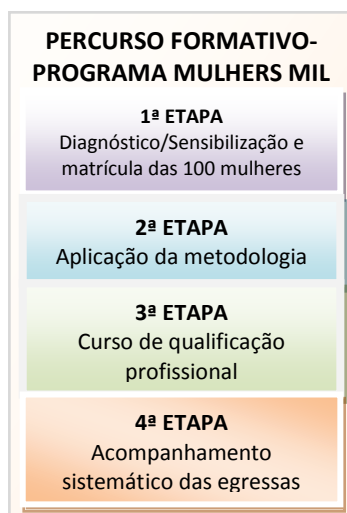 PERCURSO FORMATIVO-
PROGRAMA MULHERS MIL
1ª ETAPA
Diagnóstico/Sensibilização e
matrícula das 100 mulheres
2ª ETAPA
Aplicação da metodologia
3ª ETAPA
Curso de qualificação
profissional
4ª ETAPA
Acompanhamento
sistemático das egressas